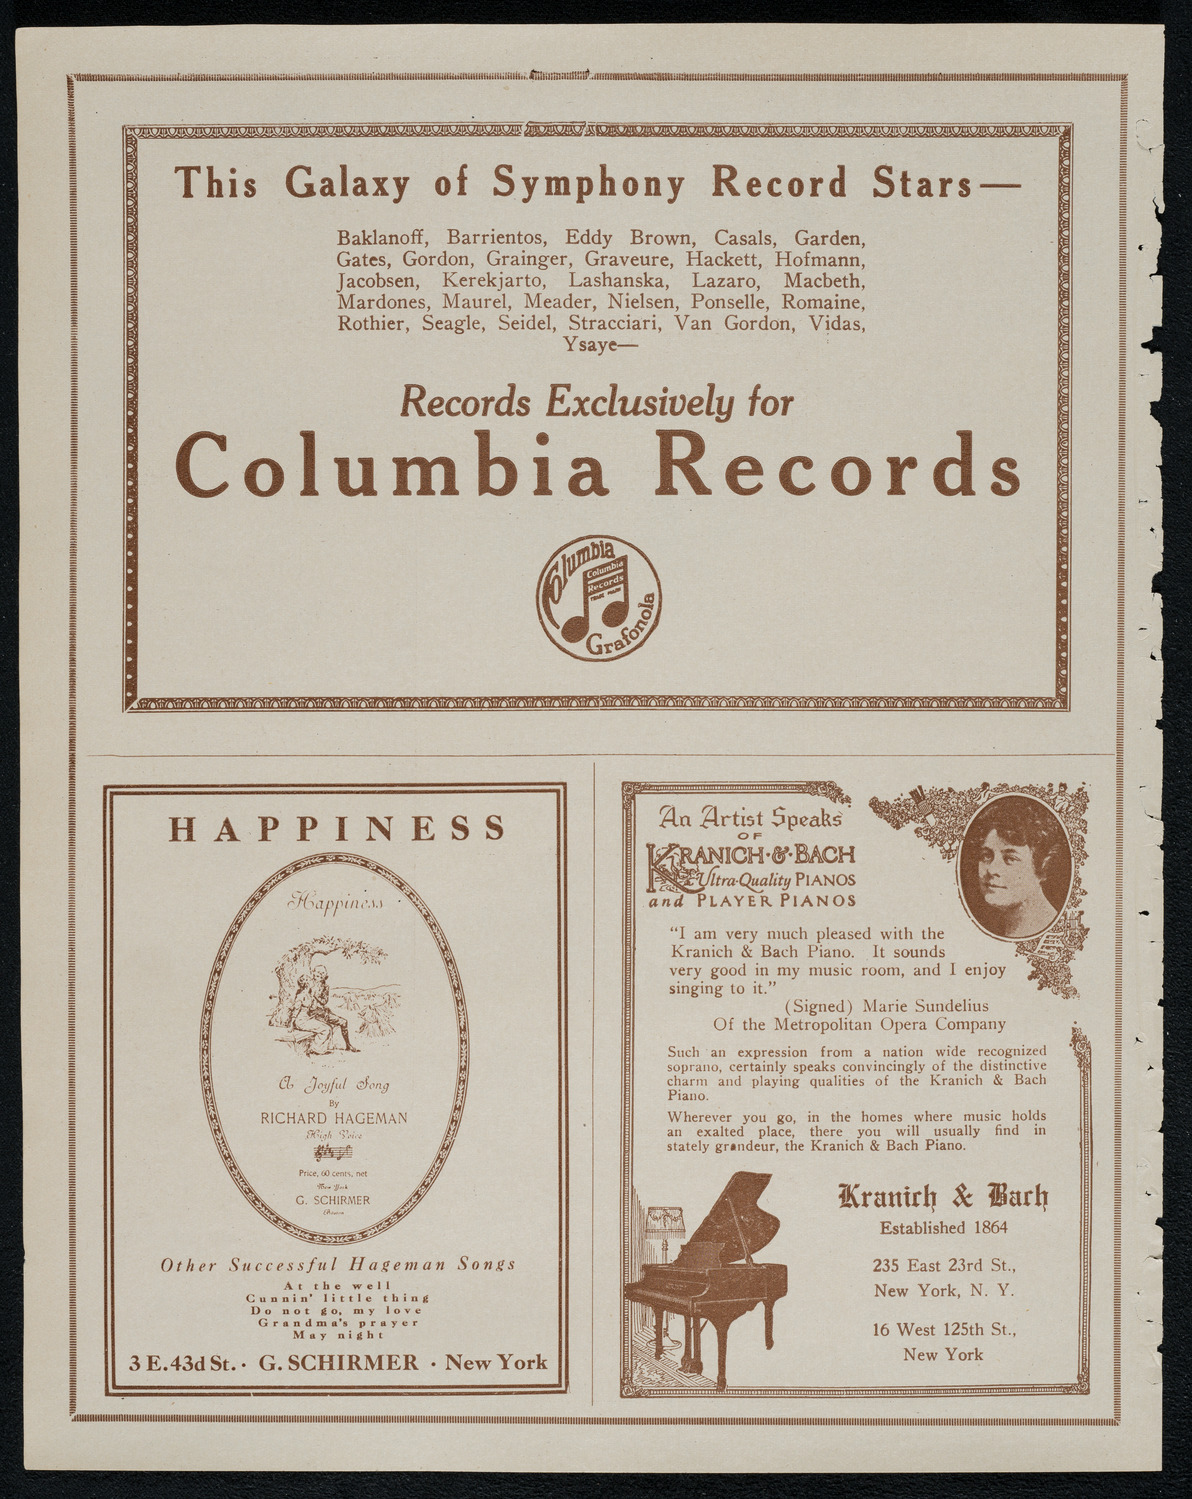 This Galaxy of Symphony Record Stars—
Baklanoff, Barrientos, Eddy Brown, Casals, Garden,
Gates, Gordon, Grainger, Graveure, Hackett, Hofmann,
Jacobsen, Kerekjarto, Lashanska, Lazaro, Macbeth,
Mardones, Maurel, Meader, Nielsen, Ponselle, Romaine,
Rothier, Seagle, Seidel, Stracciari, Van Gordon, Vidas,
Ysaye—
Records Exclusively for
Columbia Records
Columbia
Columbia
Records
TRADE MARK
Grafonola
HAPPINESS
Happiness
A Joyful Song
By
RICHARD HAGEMAN
High Voice
Price, 60 cents, net
New York
G. SCHIRMER
Boston
Other Successful Hageman Songs
At the well
Cunnin' little thing
Do not go, my love
Grandma's prayer
May night
3 E. 43d St. · G. SCHIRMER · New York
An Artist Speaks
OF
KRANICH·&·BACH
Ultra-Quality PIANOS
and PLAYER PIANOS
"I am very much pleased with the
Kranich & Bach Piano. It sounds
very good in my music room, and I enjoy
singing to it."
(Signed) Marie Sundelius
Of the Metropolitan Opera Company
Such an expression from a nation wide recognized
soprano, certainly speaks convincingly of the distinctive
charm and playing qualities of the Kranich & Bach
Piano.
Wherever you go, in the homes where music holds
an exalted place, there you will usually find in
stately grandeur, the Kranich & Bach Piano.
Kranich & Bach
Established 1864
235 East 23rd St.,
New York, N. Y.
16 West 125th St.,
New York